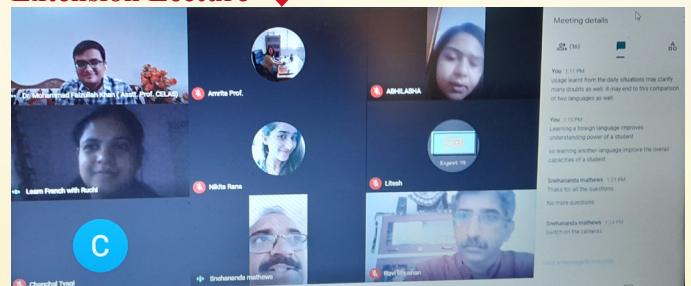 Extension Lecture
Dr. Mohammad Faizullah Khan ( Asstt. Prof. CELAS)
Amrita Prof.
ABHILASHA
Learn French with Ruchi
Nikita Rana
Expert 10
Litesh
C
Chanchal Tyagi
Snehananda mathews
Ravi Bhushan
Meeting details
(16)
You 1:11 PM
usage learnt from the daily situations may clarify
many doubts as well. It may end to this comparison
of two languages as well
You 1:15 PM
Learning a foreign language improves
understanding power of a student
so learning another language improve the overall
capacities of a student
Snehananda mathews 1:21 PM
Thaks for all the questions
No more questions
Snehananda mathews 1:24 PM
Switch on the cameras